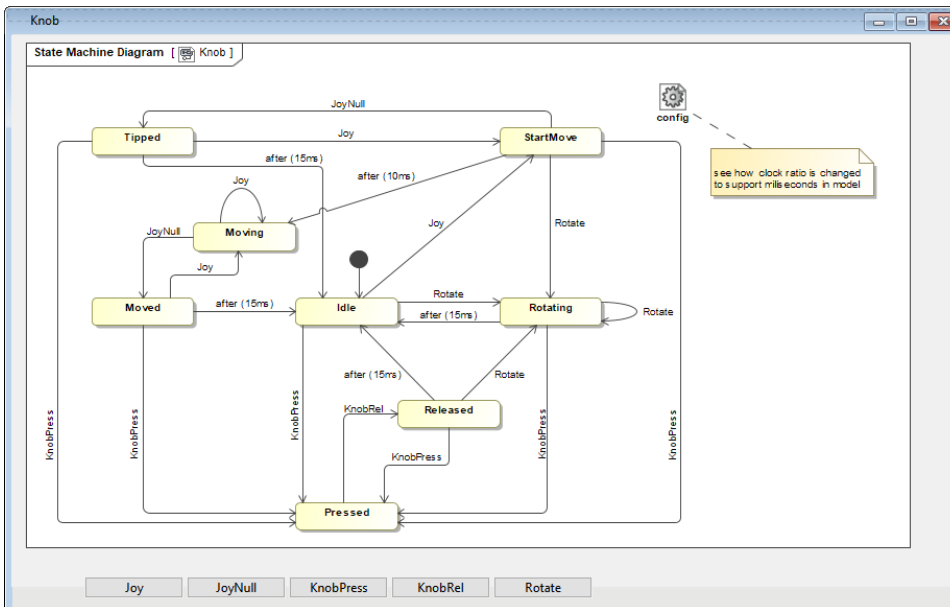 Knob
State Machine Diagram [ Knob ]
JoyNull
config
Tipped
Joy
StartMove
after (15ms)
after (10ms)
see how clock ratio is changed
to support miliseconds in model
Joy
Joy
Rotate
JoyNull
Moving
Joy
Moved
after (15ms)
Idle
Rotate
after (15ms)
Rotating
Rotate
after (15ms)
Rotate
KnobPress
KnobPress
KnobPress
KnobRel
Released
KnobPress
KnobPress
KnobPress
Pressed
Joy
JoyNull
KnobPress
KnobRel
Rotate